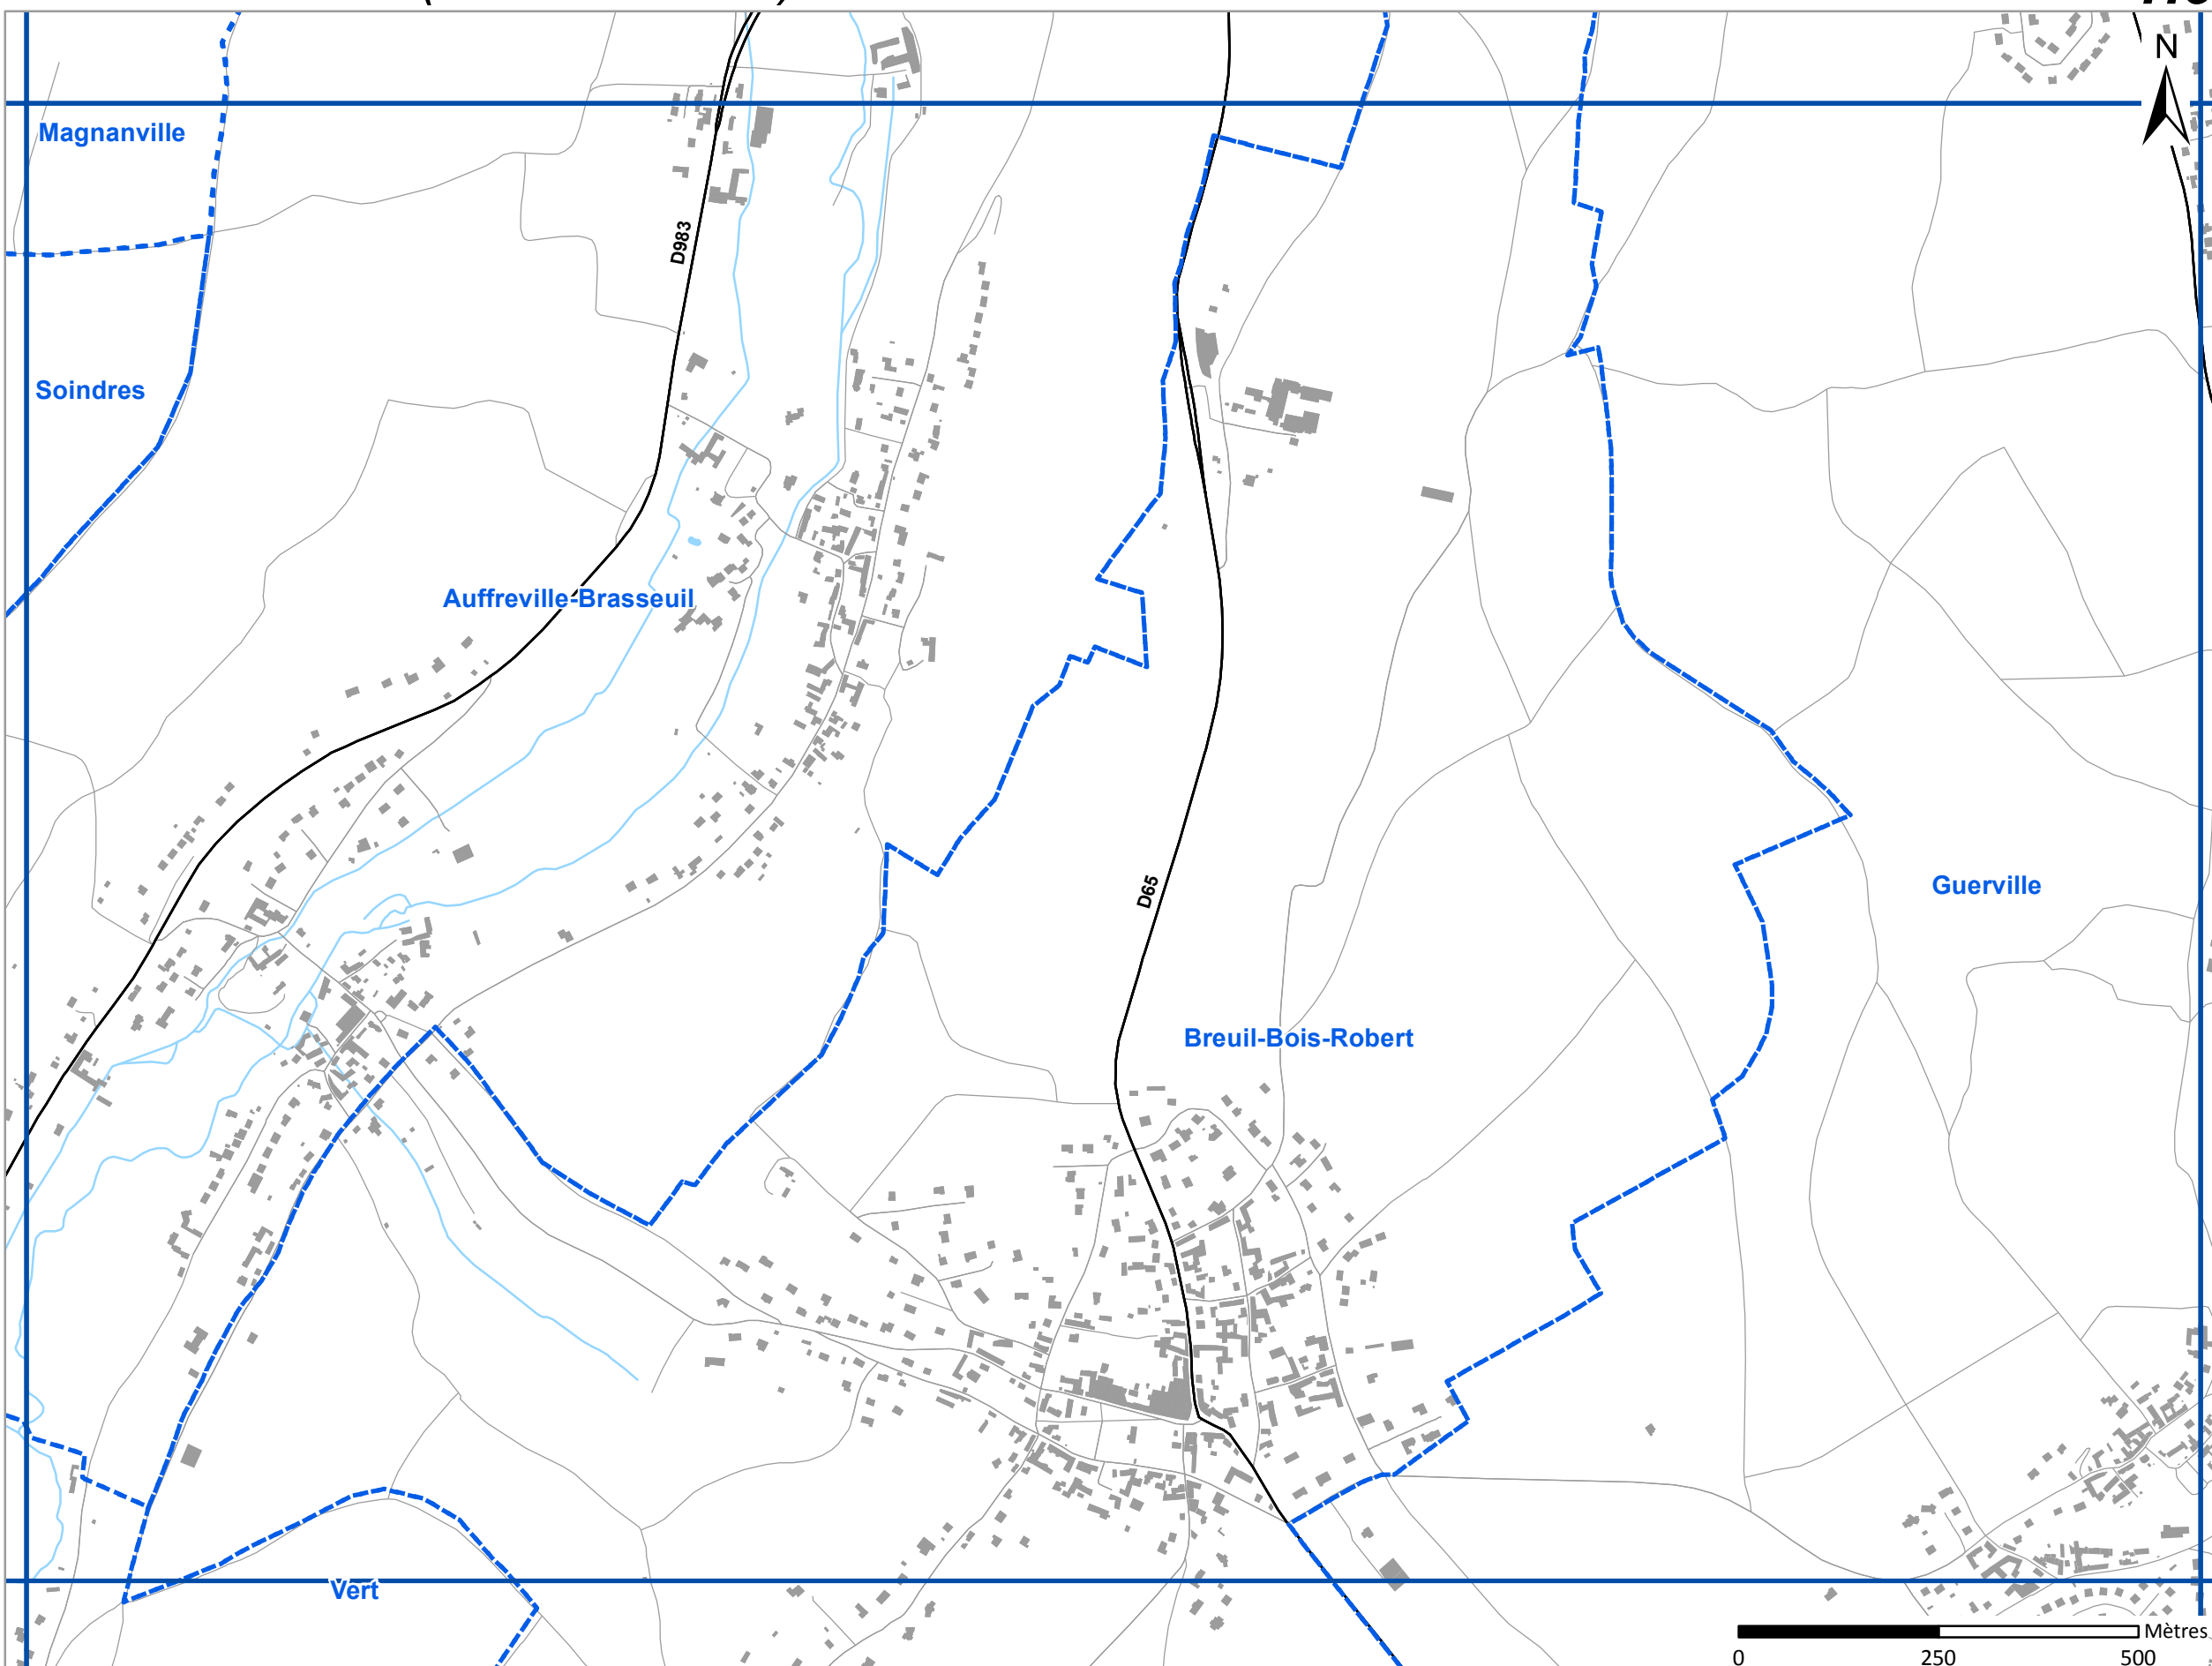 N
Magnanville
D983
Soindres
Auffreville-Brasseuil
D65
Guerville
Breuil-Bois-Robert
Vert
Mètres
0 250 500